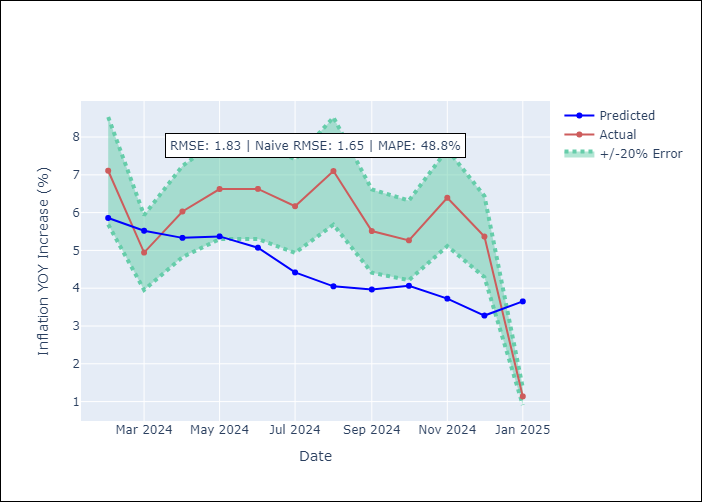 RMSE: 1.83 | Naive RMSE: 1.65 | MAPE: 48.8%
Predicted
Actual
+/-20% Error
Inflation YOY Increase (%)
8
7
6
5
4
3
2
1
Mar 2024
May 2024
Jul 2024
Sep 2024
Nov 2024
Jan 2025
Date